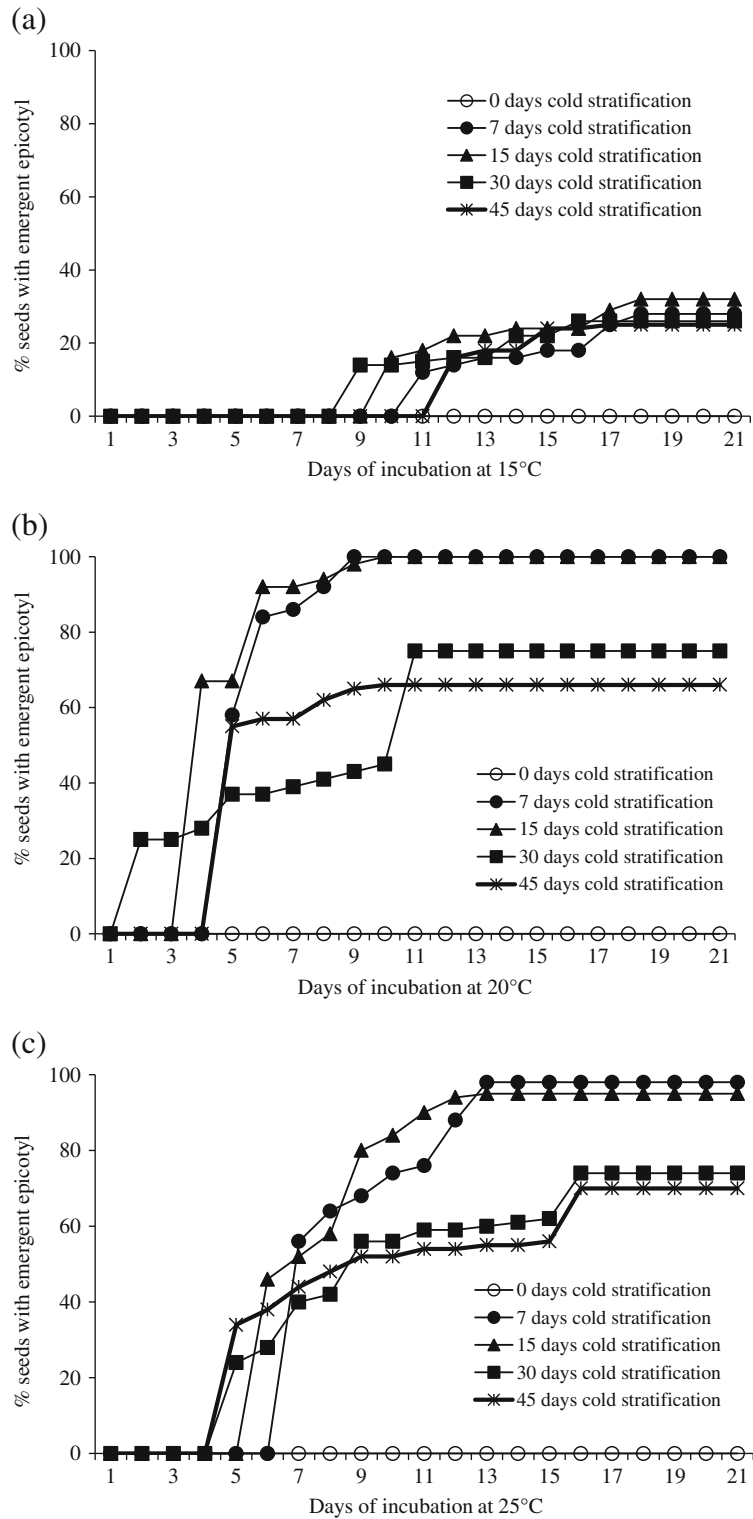 (a)
100
80
60
40
20
0
% seeds with emergent epicotyl
0 days cold stratification
7 days cold stratification
15 days cold stratification
30 days cold stratification
45 days cold stratification
1 3 5 7 9 11 13 15 17 19 21
Days of incubation at 15°C
(b)
100
80
60
40
20
0
% seeds with emergent epicotyl
0 days cold stratification
7 days cold stratification
15 days cold stratification
30 days cold stratification
45 days cold stratification
1 3 5 7 9 11 13 15 17 19 21
Days of incubation at 20°C
(c)
100
80
60
40
20
0
% seeds with emergent epicotyl
0 days cold stratification
7 days cold stratification
15 days cold stratification
30 days cold stratification
45 days cold stratification
1 3 5 7 9 11 13 15 17 19 21
Days of incubation at 25°C